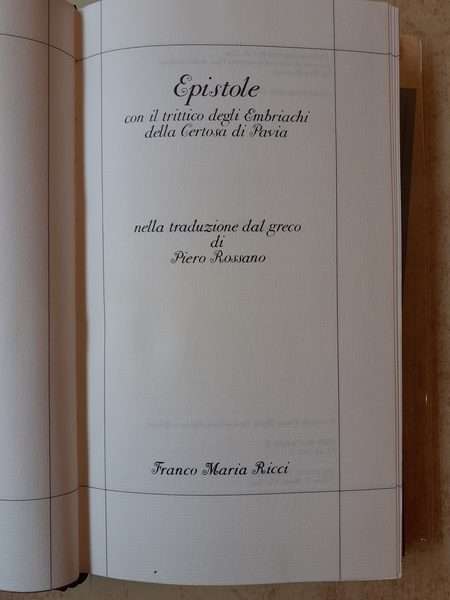 Epistole
con il trittico degli Embriachi
della Certosa di Pavia
nella traduzione dal greco
di
Piero Rossano
Franco Maria Ricci